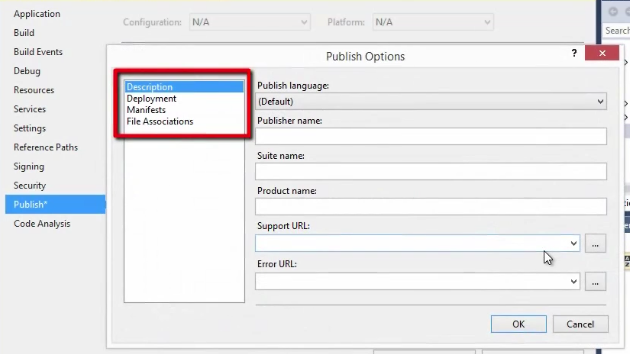 Application
Build
Build Events
Debug
Resources
Services
Settings
Reference Paths
Signing
Security
Publish*
Code Analysis
Configuration: N/A
Platform: N/A
Search
Publish Options
?
Description
Deployment
Manifests
File Associations
Publish language:
(Default)
Publisher name:
Suite name:
Product name:
Support URL:
...
Error URL:
...
OK
Cancel